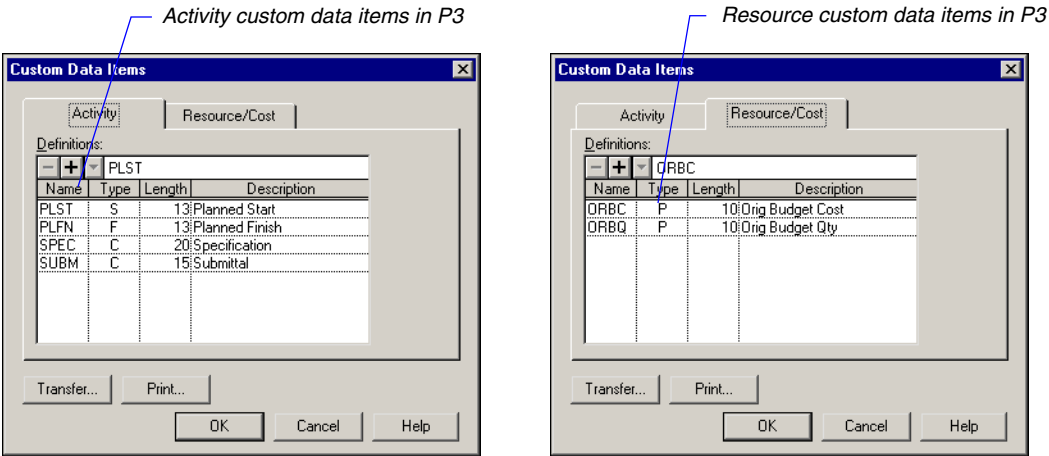 Activity custom data items in P3
Custom Data Items
Activity Resource/Cost
Definitions:
PLST
Name Type Length Description
PLST S 13 Planned Start
PLFN F 13 Planned Finish
SPEC C 20 Specification
SUBM C 15 Submittal
Transfer... Print...
OK Cancel Help
Resource custom data items in P3
Custom Data Items
Activity Resource/Cost
Definitions:
ORBC
Name Type Length Description
ORBC P 10 Orig Budget Cost
ORBQ P 10 Orig Budget Qty
Transfer... Print...
OK Cancel Help